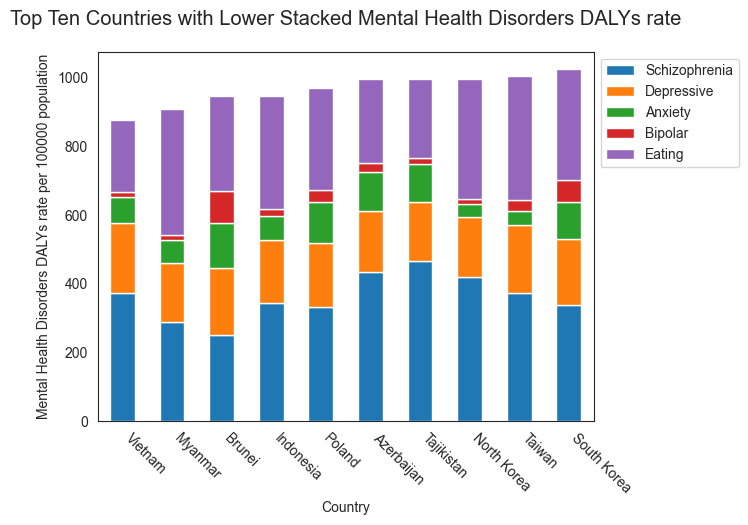 Top Ten Countries with Lower Stacked Mental Health Disorders DALYs rate
Mental Health Disorders DALYs rate per 100000 population
1000
800
600
400
200
0
Vietnam
Myanmar
Brunei
Indonesia
Poland
Azerbaijan
Tajikistan
North Korea
Taiwan
South Korea
Country
Schizophrenia
Depressive
Anxiety
Bipolar
Eating